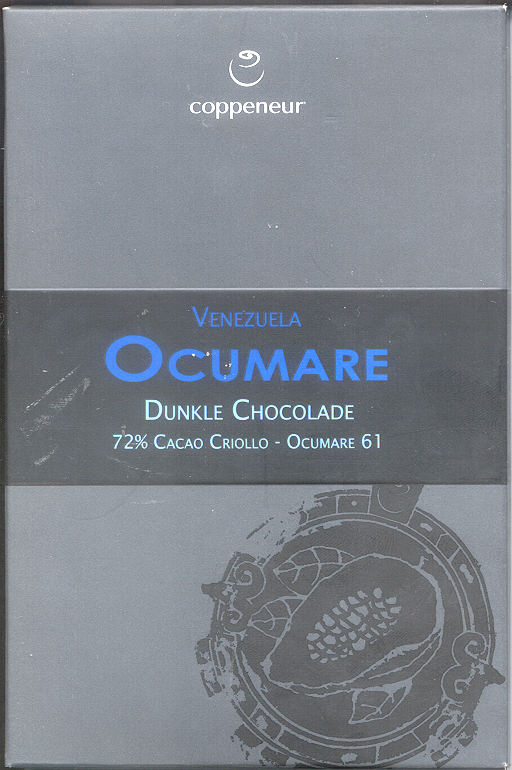 coppeneur
Venezuela
Ocumare
Dunkle Chocolade
72% Cacao Criollo - Ocumare 61